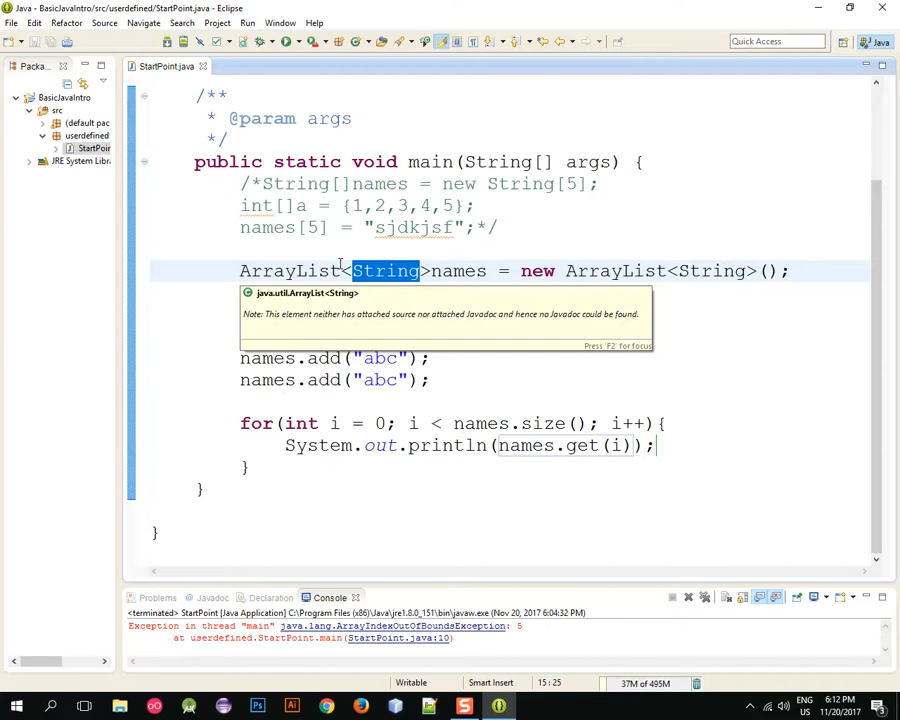 Java - BasicJavaIntro/src/userdefined/StartPoint.java - Eclipse
File Edit Source Refactor Navigate Search Project Run Window Help
Quick Access
Java
Packa
StartPoint.java
BasicJavaIntro
src
(default pac
userdefined
StartPoin
JRE System Libra
/**
* @param args
*/
public static void main(String[] args) {
/*String[]names = new String[5];
int[]a = {1,2,3,4,5};
names[5] = "sjdkjsf";*/
ArrayList<String>names = new ArrayList<String>();
java.util.ArrayList<String>
Note: This element neither has attached source nor attached Javadoc and hence no Javadoc could be found.
Press 'F2' for focus
names.add("abc");
names.add("abc");
for(int i = 0; i < names.size(); i++){
System.out.println(names.get(i));
}
}
}
Problems Javadoc Declaration Console
<terminated> StartPoint [Java Application] C:\Program Files\Java\jre1.8.0_151\bin\javaw.exe (Nov 20, 2017 6:04:32 PM)
Exception in thread "main" java.lang.ArrayIndexOutOfBoundsException: 5
at userdefined.StartPoint.main(StartPoint.java:10)
Writable Smart Insert 15 : 25 37M of 495M
ENG 6:12 PM
US 11/20/2017